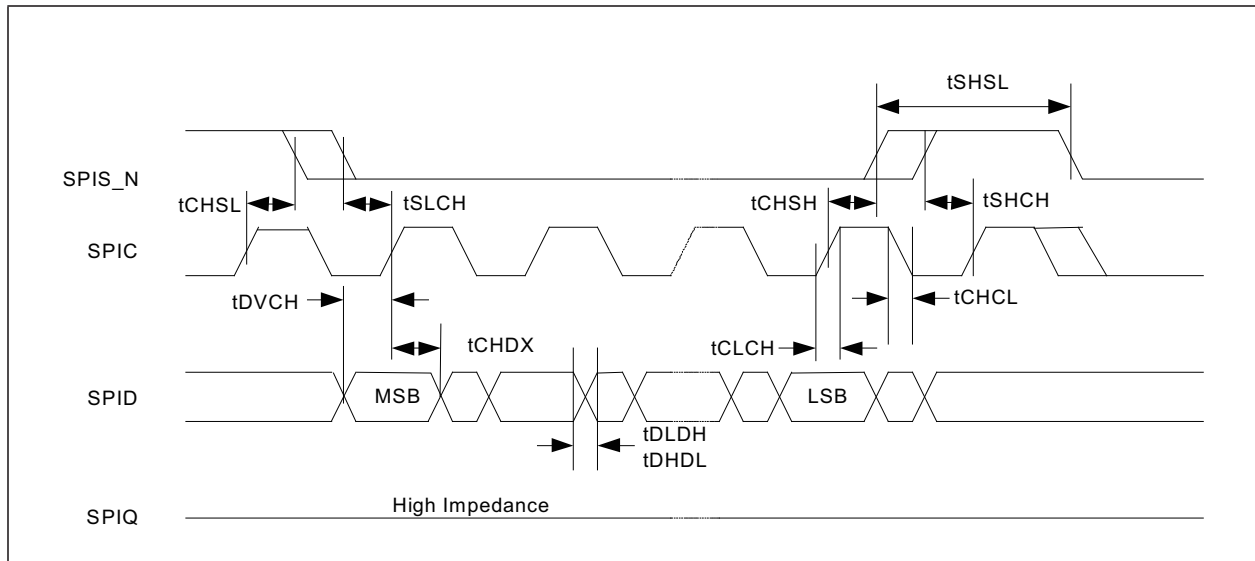 tSHSL
SPIS_N
tCHSL
tSLCH
tCHSH
tSHCH
SPIC
tDVCH
tCHCL
tCHDX
tCLCH
SPID
MSB
LSB
tDLDH
tDHDL
High Impedance
SPIQ